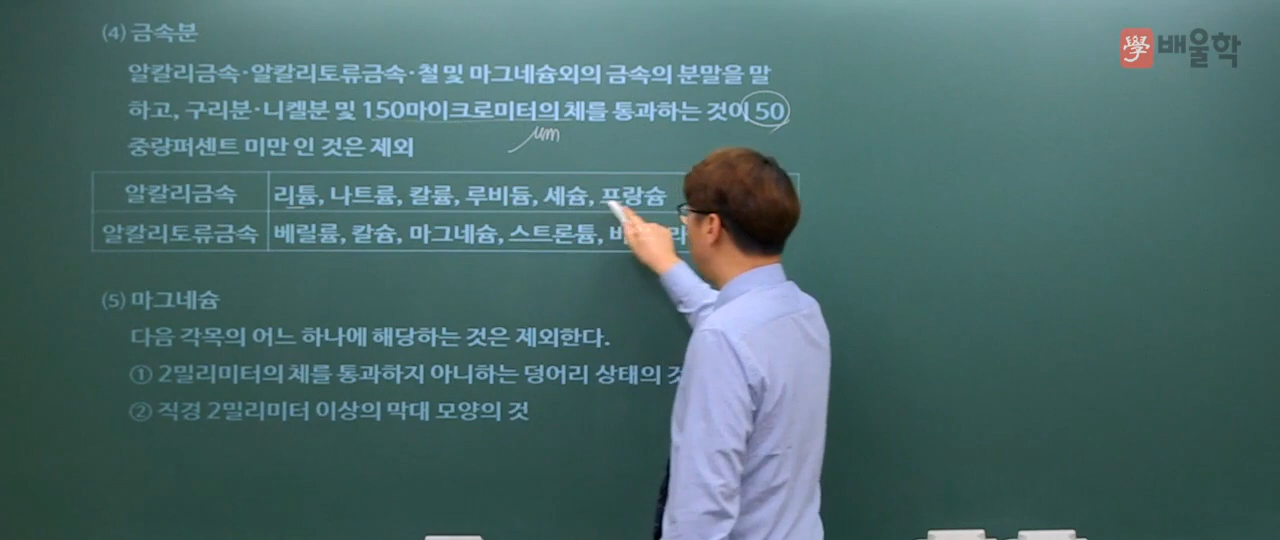 (4) 금속분
學 배울학
알칼리금속·알칼리토류금속·철 및 마그네슘외의 금속의 분말을 말
하고, 구리분·니켈분 및 150마이크로미터의 체를 통과하는 것이 50
μm
중량퍼센트 미만 인 것은 제외
알칼리금속 리튬, 나트륨, 칼륨, 루비듐, 세슘, 프랑슘
알칼리토류금속 베릴륨, 칼슘, 마그네슘, 스트론튬,
(5) 마그네슘
다음 각목의 어느 하나에 해당하는 것은 제외한다.
① 2밀리미터의 체를 통과하지 아니하는 덩어리 상태의
② 직경 2밀리미터 이상의 막대 모양의 것